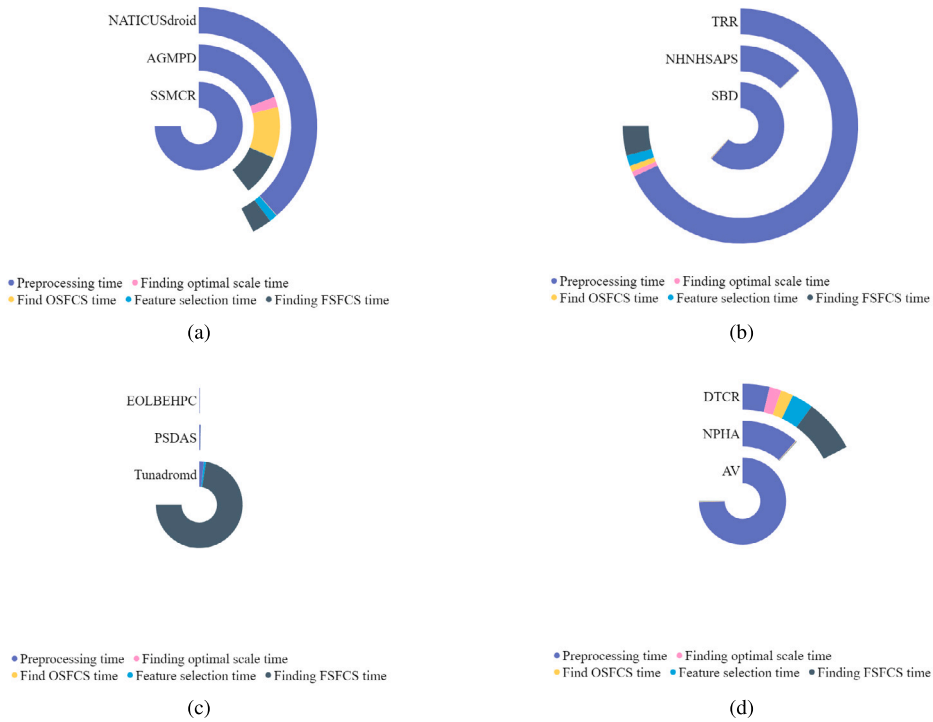 NATICUSdroid
AGMPD
SSMCR
Preprocessing time Finding optimal scale time
Find OSFCS time Feature selection time Finding FSFCS time
(a)
TRR
NHNHSAPS
SBD
Preprocessing time Finding optimal scale time
Find OSFCS time Feature selection time Finding FSFCS time
(b)
EOLBEHPC
PSDAS
Tunadromd
Preprocessing time Finding optimal scale time
Find OSFCS time Feature selection time Finding FSFCS time
(c)
DTCR
NPHA
AV
Preprocessing time Finding optimal scale time
Find OSFCS time Feature selection time Finding FSFCS time
(d)